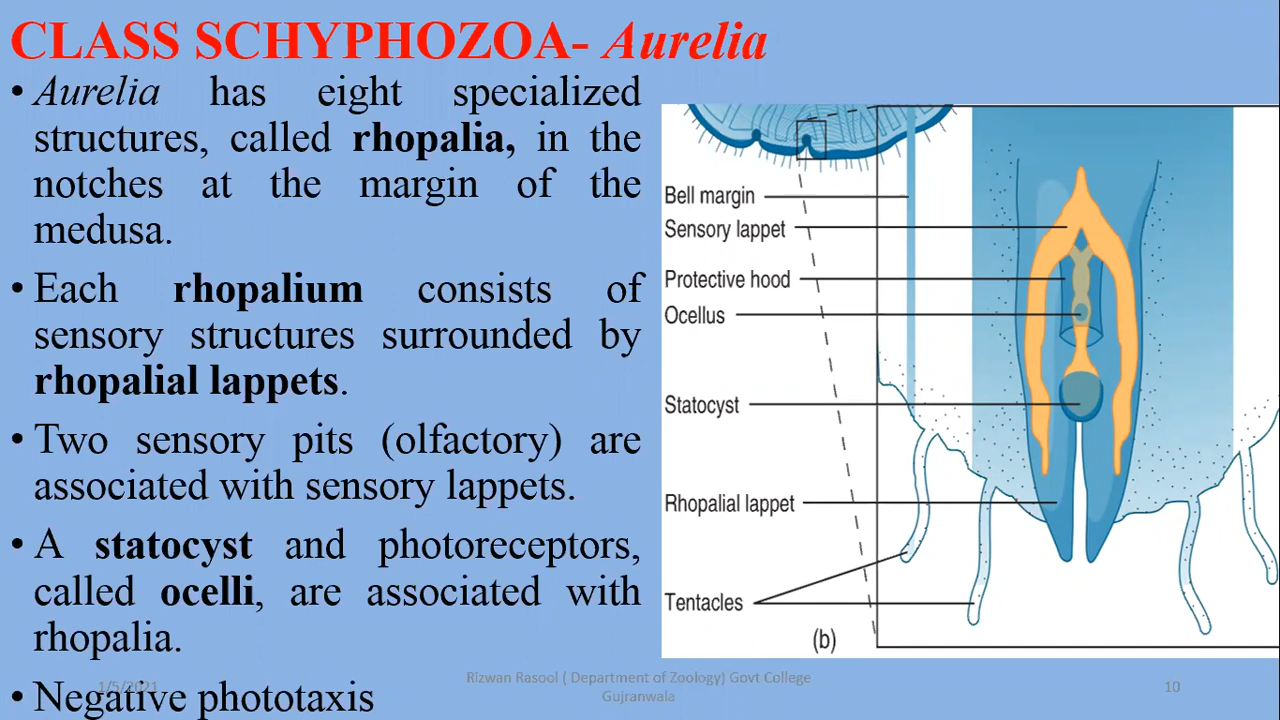 CLASS SCHYPHOZOA- Aurelia
• Aurelia has eight specialized
structures, called rhopalia, in the
notches at the margin of the
medusa.
• Each rhopalium consists of
sensory structures surrounded by
rhopalial lappets.
• Two sensory pits (olfactory) are
associated with sensory lappets.
• A statocyst and photoreceptors,
called ocelli, are associated with
rhopalia.
• Negative phototaxis
Bell margin
Sensory lappet
Protective hood
Ocellus
Statocyst
Rhopalial lappet
Tentacles
(b)
1/5/2021
Rizwan Rasool ( Department of Zoology) Govt College
Gujranwala
10